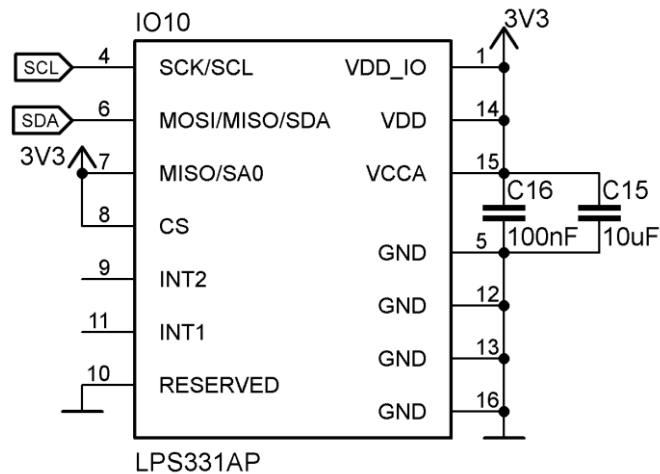 IO10
3V3
SCL 4 SCK/SCL VDD_IO 1
SDA 6 MOSI/MISO/SDA VDD 14
3V3 7 MISO/SA0 VCCA 15
8 CS C16 C15
100nF 10uF
9 INT2 GND 5
11 INT1 GND 12
10 RESERVED GND 13
GND 16
LPS331AP